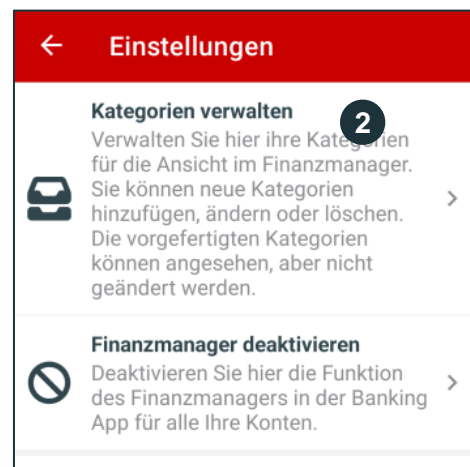 Einstellungen
Kategorien verwalten
2
Verwalten Sie hier ihre Kategorien
für die Ansicht im Finanzmanager.
Sie können neue Kategorien
hinzufügen, ändern oder löschen.
Die vorgefertigten Kategorien
können angesehen, aber nicht
geändert werden.
Finanzmanager deaktivieren
Deaktivieren Sie hier die Funktion
des Finanzmanagers in der Banking
App für alle Ihre Konten.